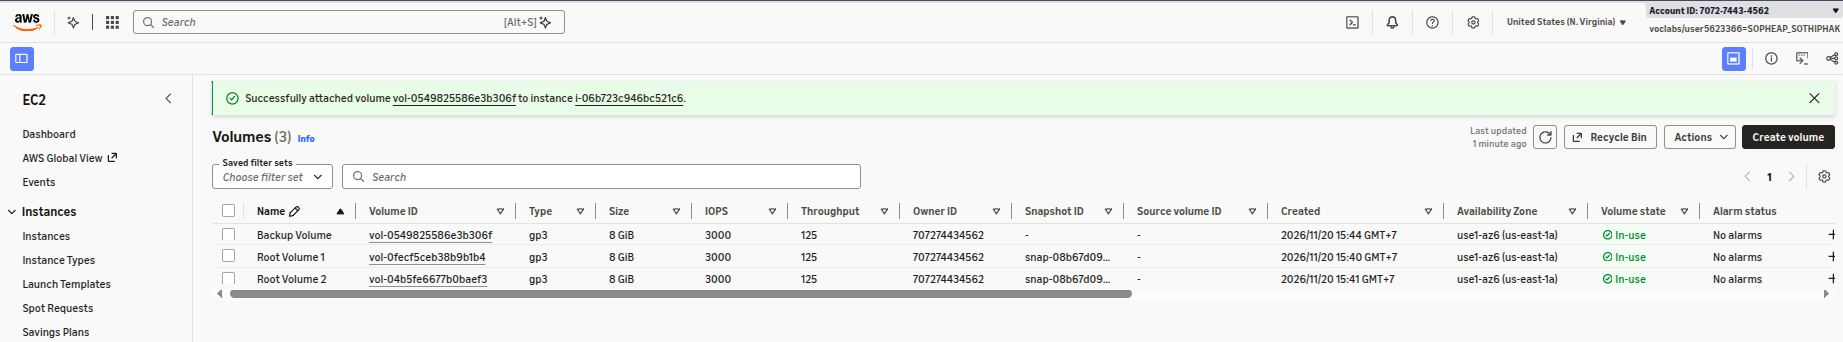 aws
Search [Alt+S]
United States (N. Virginia)
Account ID: 7072-7443-4562
voclabs/user5623366=SOPHEAP_SOTHIPHAK
EC2
Dashboard
AWS Global View
Events
Instances
Instances
Instance Types
Launch Templates
Spot Requests
Savings Plans
Successfully attached volume vol-0549825586e3b306f to instance i-06b723c946bc521c6.
Volumes (3) Info
Last updated
1 minute ago
Recycle Bin
Actions
Create volume
Saved filter sets
Choose filter set
Search
1
Name Volume ID Type Size IOPS Throughput Owner ID Snapshot ID Source volume ID Created Availability Zone Volume state Alarm status
Backup Volume vol-0549825586e3b306f gp3 8 GiB 3000 125 707274434562 - - 2026/11/20 15:44 GMT+7 use1-az6 (us-east-1a) In-use No alarms +
Root Volume 1 vol-0fecf5ceb38b9b1b4 gp3 8 GiB 3000 125 707274434562 snap-08b67d09... - 2026/11/20 15:40 GMT+7 use1-az6 (us-east-1a) In-use No alarms +
Root Volume 2 vol-04b5fe6677b0baef3 gp3 8 GiB 3000 125 707274434562 snap-08b67d09... - 2026/11/20 15:41 GMT+7 use1-az6 (us-east-1a) In-use No alarms +